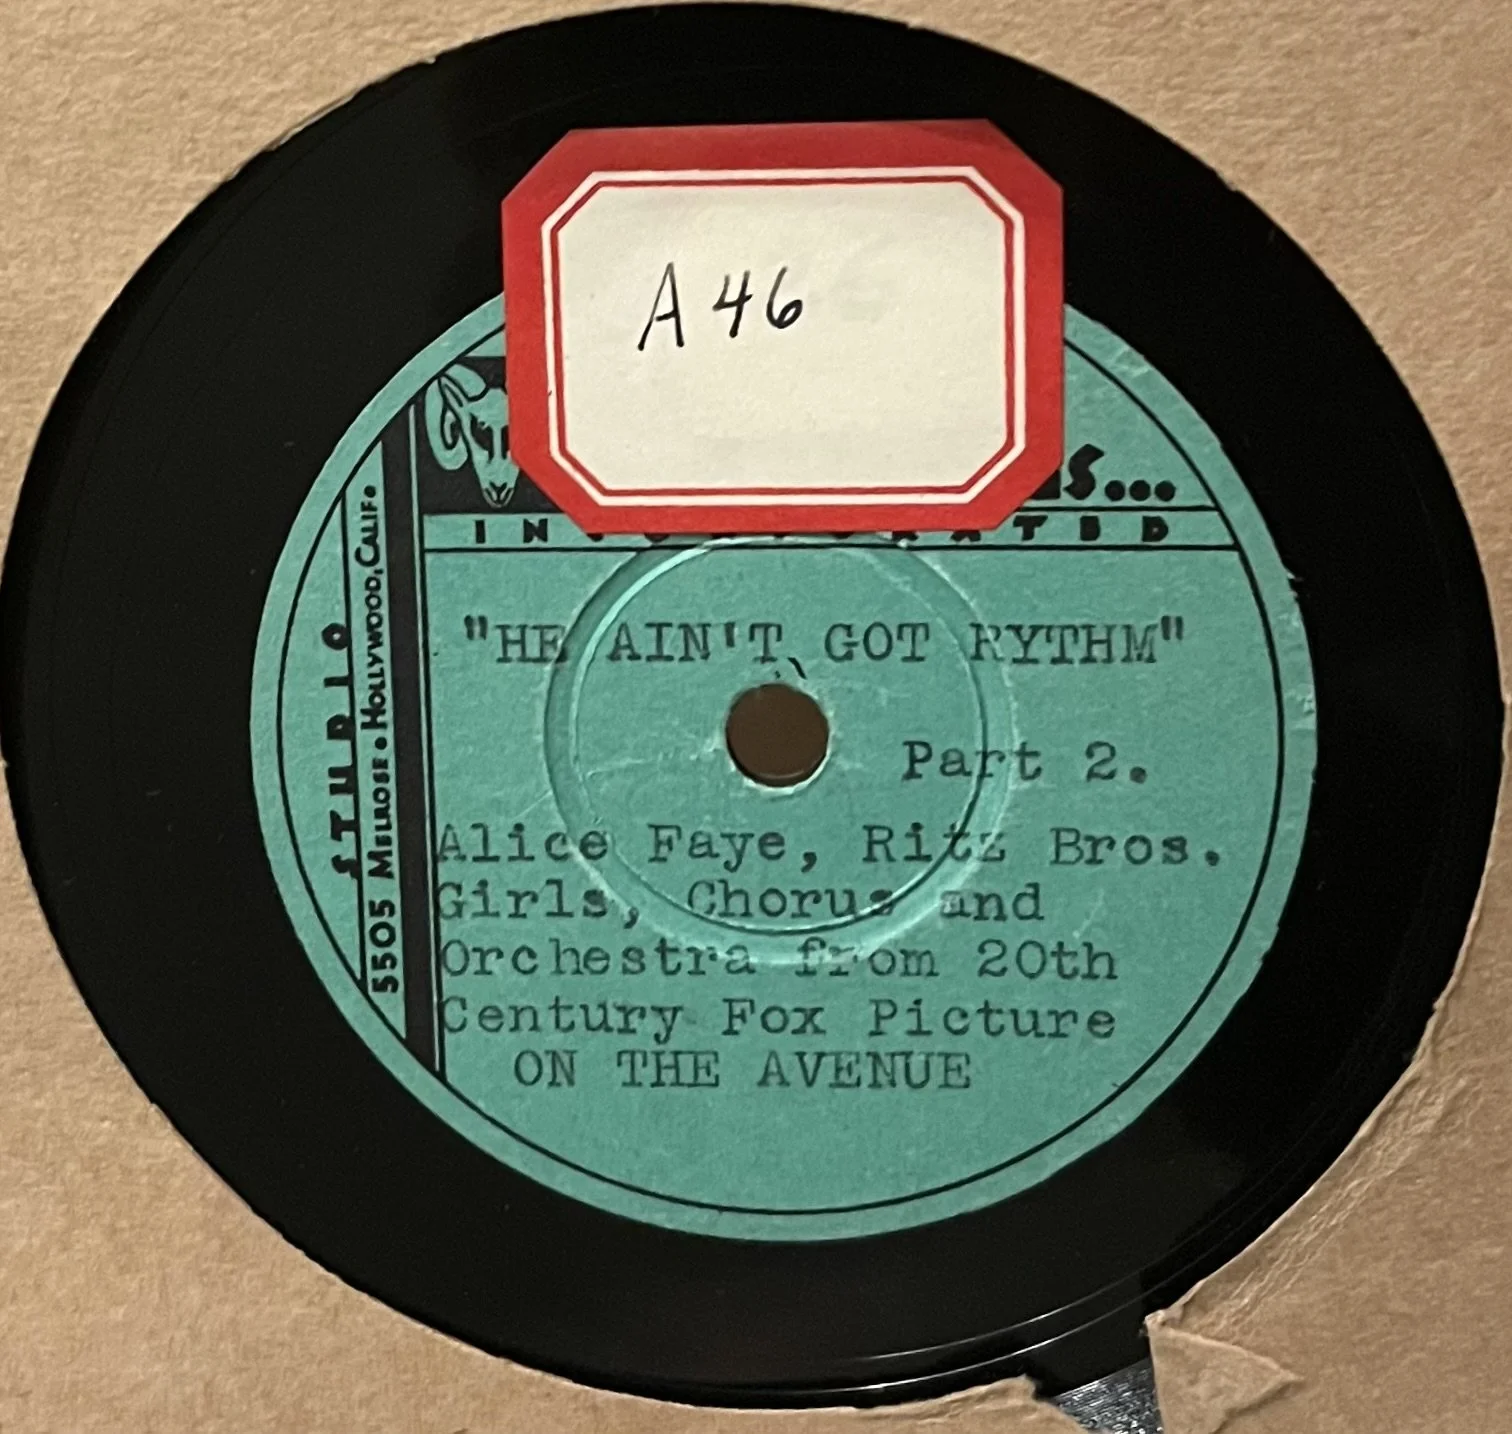 A46
S...
"HE AIN'T GOT RYTHM"
Part 2.
Alice Faye, Ritz Bros.
Girls, Chorus and
Orchestra from 20th
Century Fox Picture
ON THE AVENUE
STUDIO
5505 MELROSE • HOLLYWOOD, CALIF.